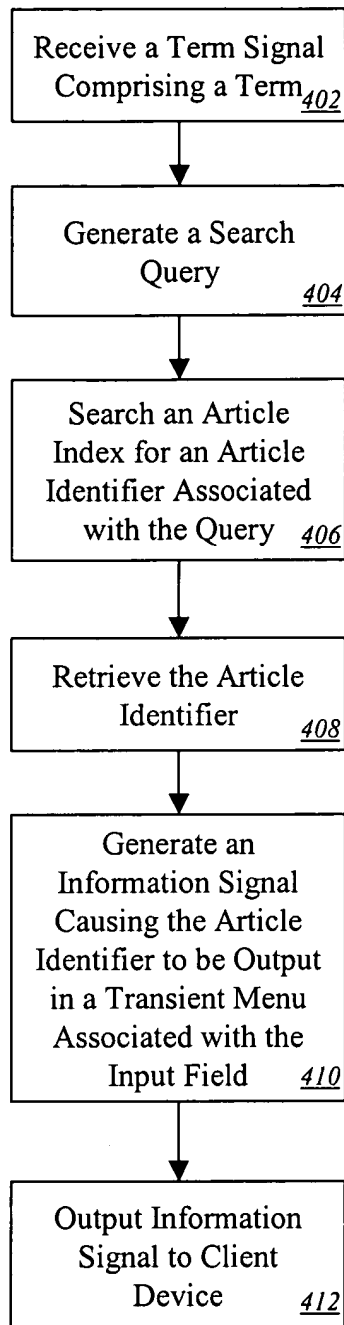 Receive a Term Signal
Comprising a Term
402
Generate a Search
Query
404
Search an Article
Index for an Article
Identifier Associated
with the Query
406
Retrieve the Article
Identifier
408
Generate an
Information Signal
Causing the Article
Identifier to be Output
in a Transient Menu
Associated with the
Input Field
410
Output Information
Signal to Client
Device
412